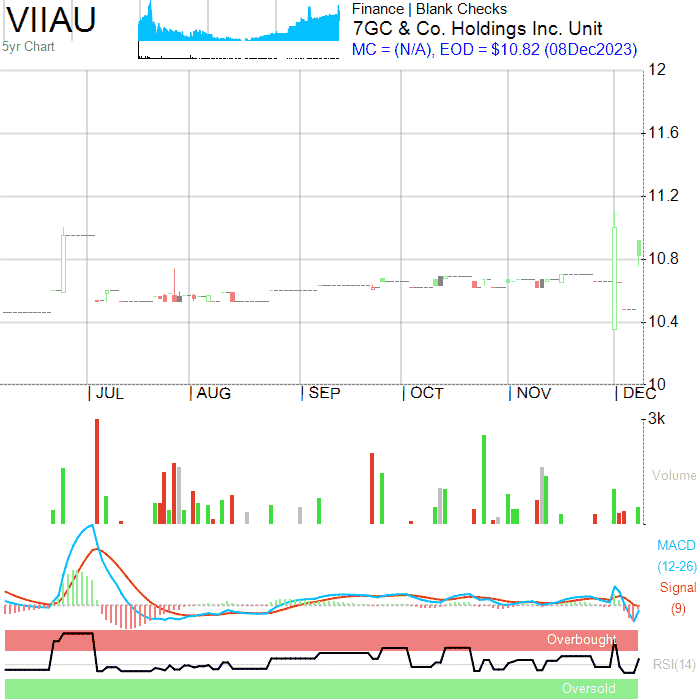 VIIAU
5yr Chart
Finance | Blank Checks
7GC & Co. Holdings Inc. Unit
MC = (N/A), EOD = $10.82 (08Dec2023)
12
11.6
11.2
10.8
10.4
10
JUL AUG SEP OCT NOV DEC
3k
Volume
MACD
(12-26)
Signal
(9)
Overbought
RSI(14)
Oversold